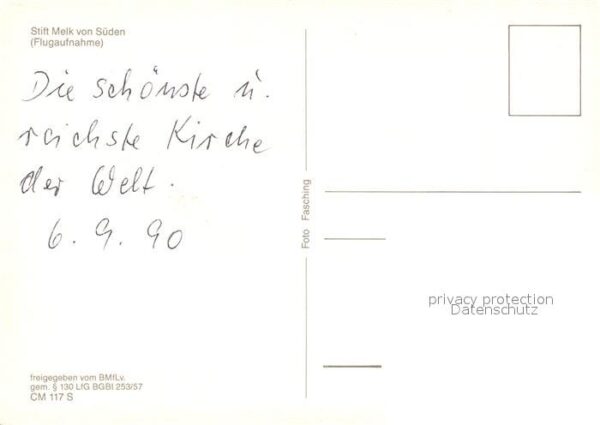 Stift Melk von Süden
(Flugaufnahme)
Die schönste u.
reichste Kirche
der Welt.
6. 9. 90
Foto Fasching
privacy protection
Datenschutz
freigegeben vom BMfLv.
gem. § 130 LfG BGBl 253/57
CM 117 S